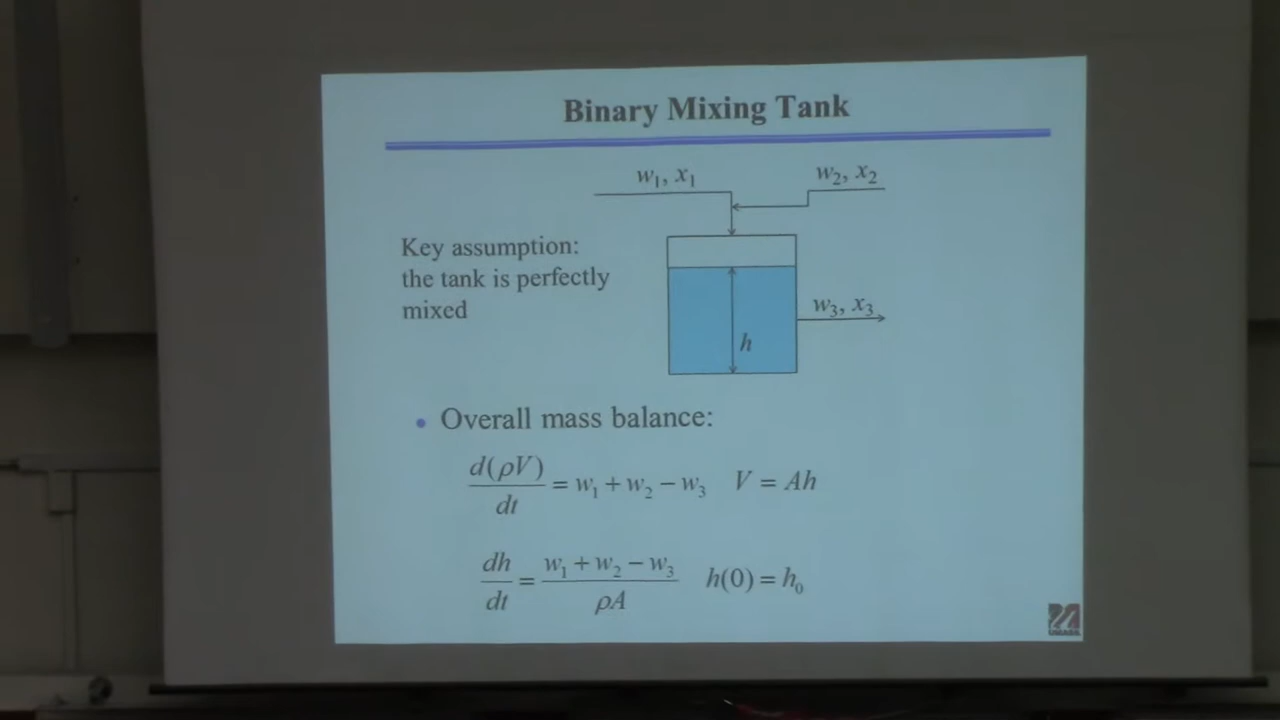 Binary Mixing Tank
w₁, x₁
w₂, x₂
Key assumption:
the tank is perfectly
mixed
w₃, x₃
h
• Overall mass balance:
d(ρV)/dt = w₁ + w₂ − w₃ V = Ah
dh/dt = (w₁ + w₂ − w₃)/ρA h(0) = h₀